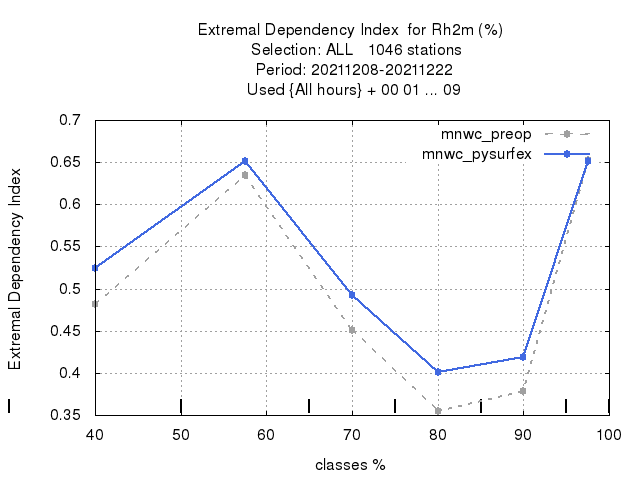 Extremal Dependency Index  for Rh2m (%)
Selection: ALL   1046 stations
Period: 20211208-20211222
Used {All hours} + 00 01 ... 09
mnwc_preop
mnwc_pysurfex
Extremal Dependency Index
0.7
0.65
0.6
0.55
0.5
0.45
0.4
0.35
40 50 60 70 80 90 100
classes %